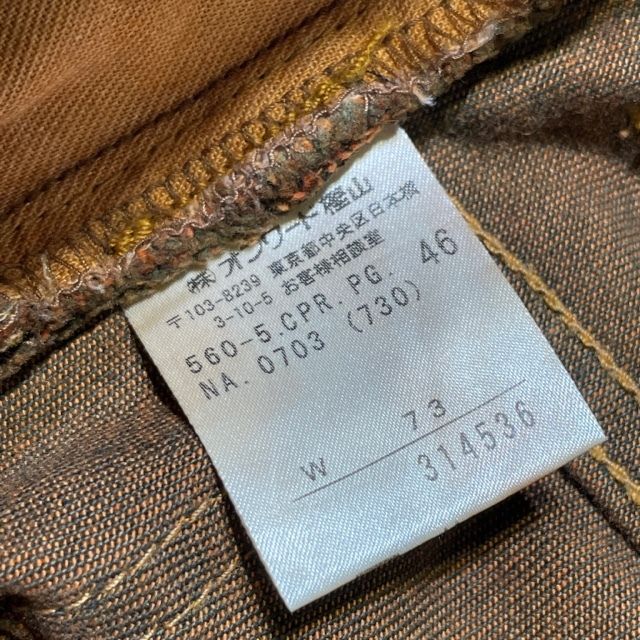 ㈱オンワード樫山
〒103-8239 東京都中央区日本橋
3-10-5 お客様相談室
560-5.CPR.PG. 46
NA. 0703 (730)
W 73
314536